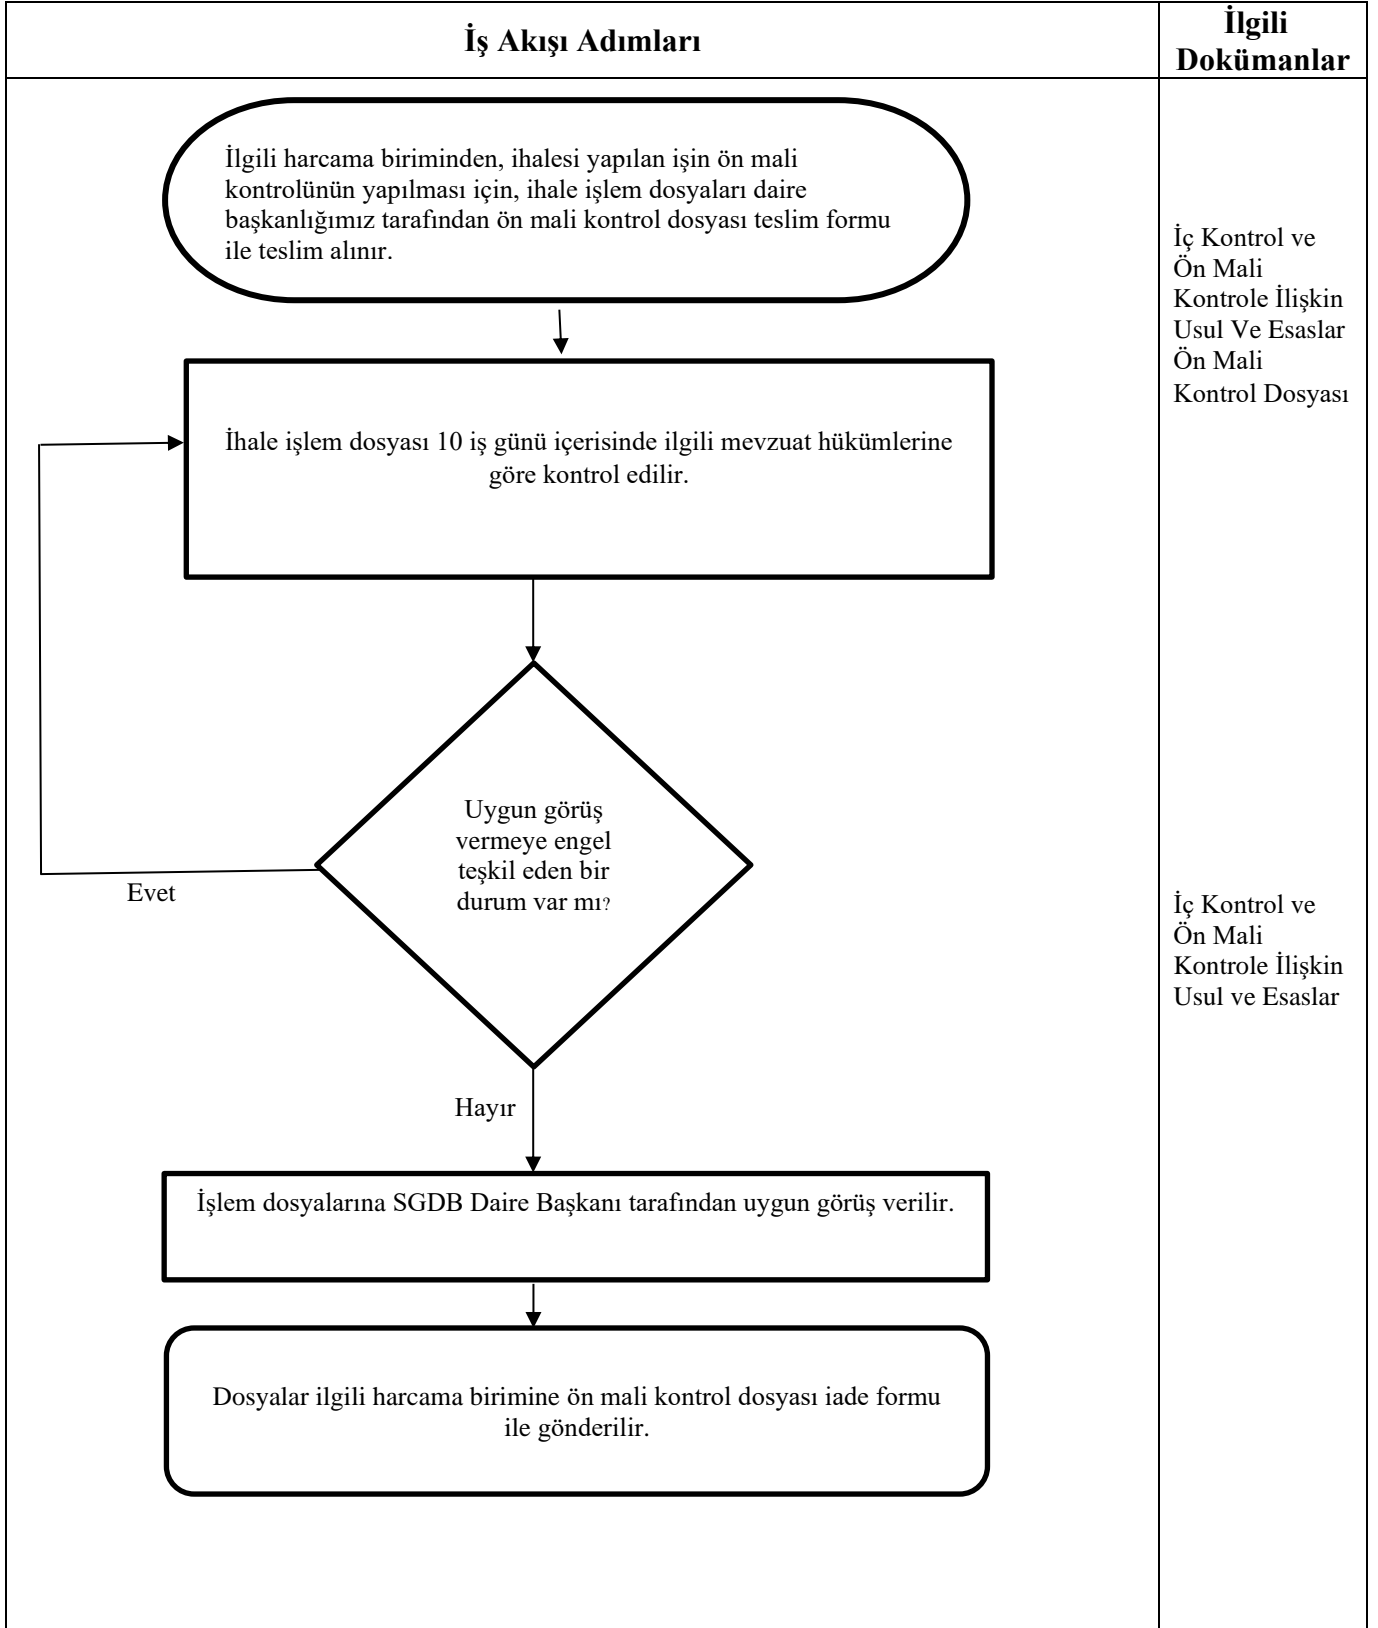 İş Akışı Adımları
İlgili
Dokümanlar
İlgili harcama biriminden, ihalesi yapılan işin ön mali
kontrolünün yapılması için, ihale işlem dosyaları daire
başkanlığımız tarafından ön mali kontrol dosyası teslim formu
ile teslim alınır.
İç Kontrol ve
Ön Mali
Kontrole İlişkin
Usul Ve Esaslar
Ön Mali
Kontrol Dosyası
İhale işlem dosyası 10 iş günü içerisinde ilgili mevzuat hükümlerine
göre kontrol edilir.
Uygun görüş
vermeye engel
teşkil eden bir
durum var mı?
Evet
İç Kontrol ve
Ön Mali
Kontrole İlişkin
Usul ve Esaslar
Hayır
İşlem dosyalarına SGDB Daire Başkanı tarafından uygun görüş verilir.
Dosyalar ilgili harcama birimine ön mali kontrol dosyası iade formu
ile gönderilir.